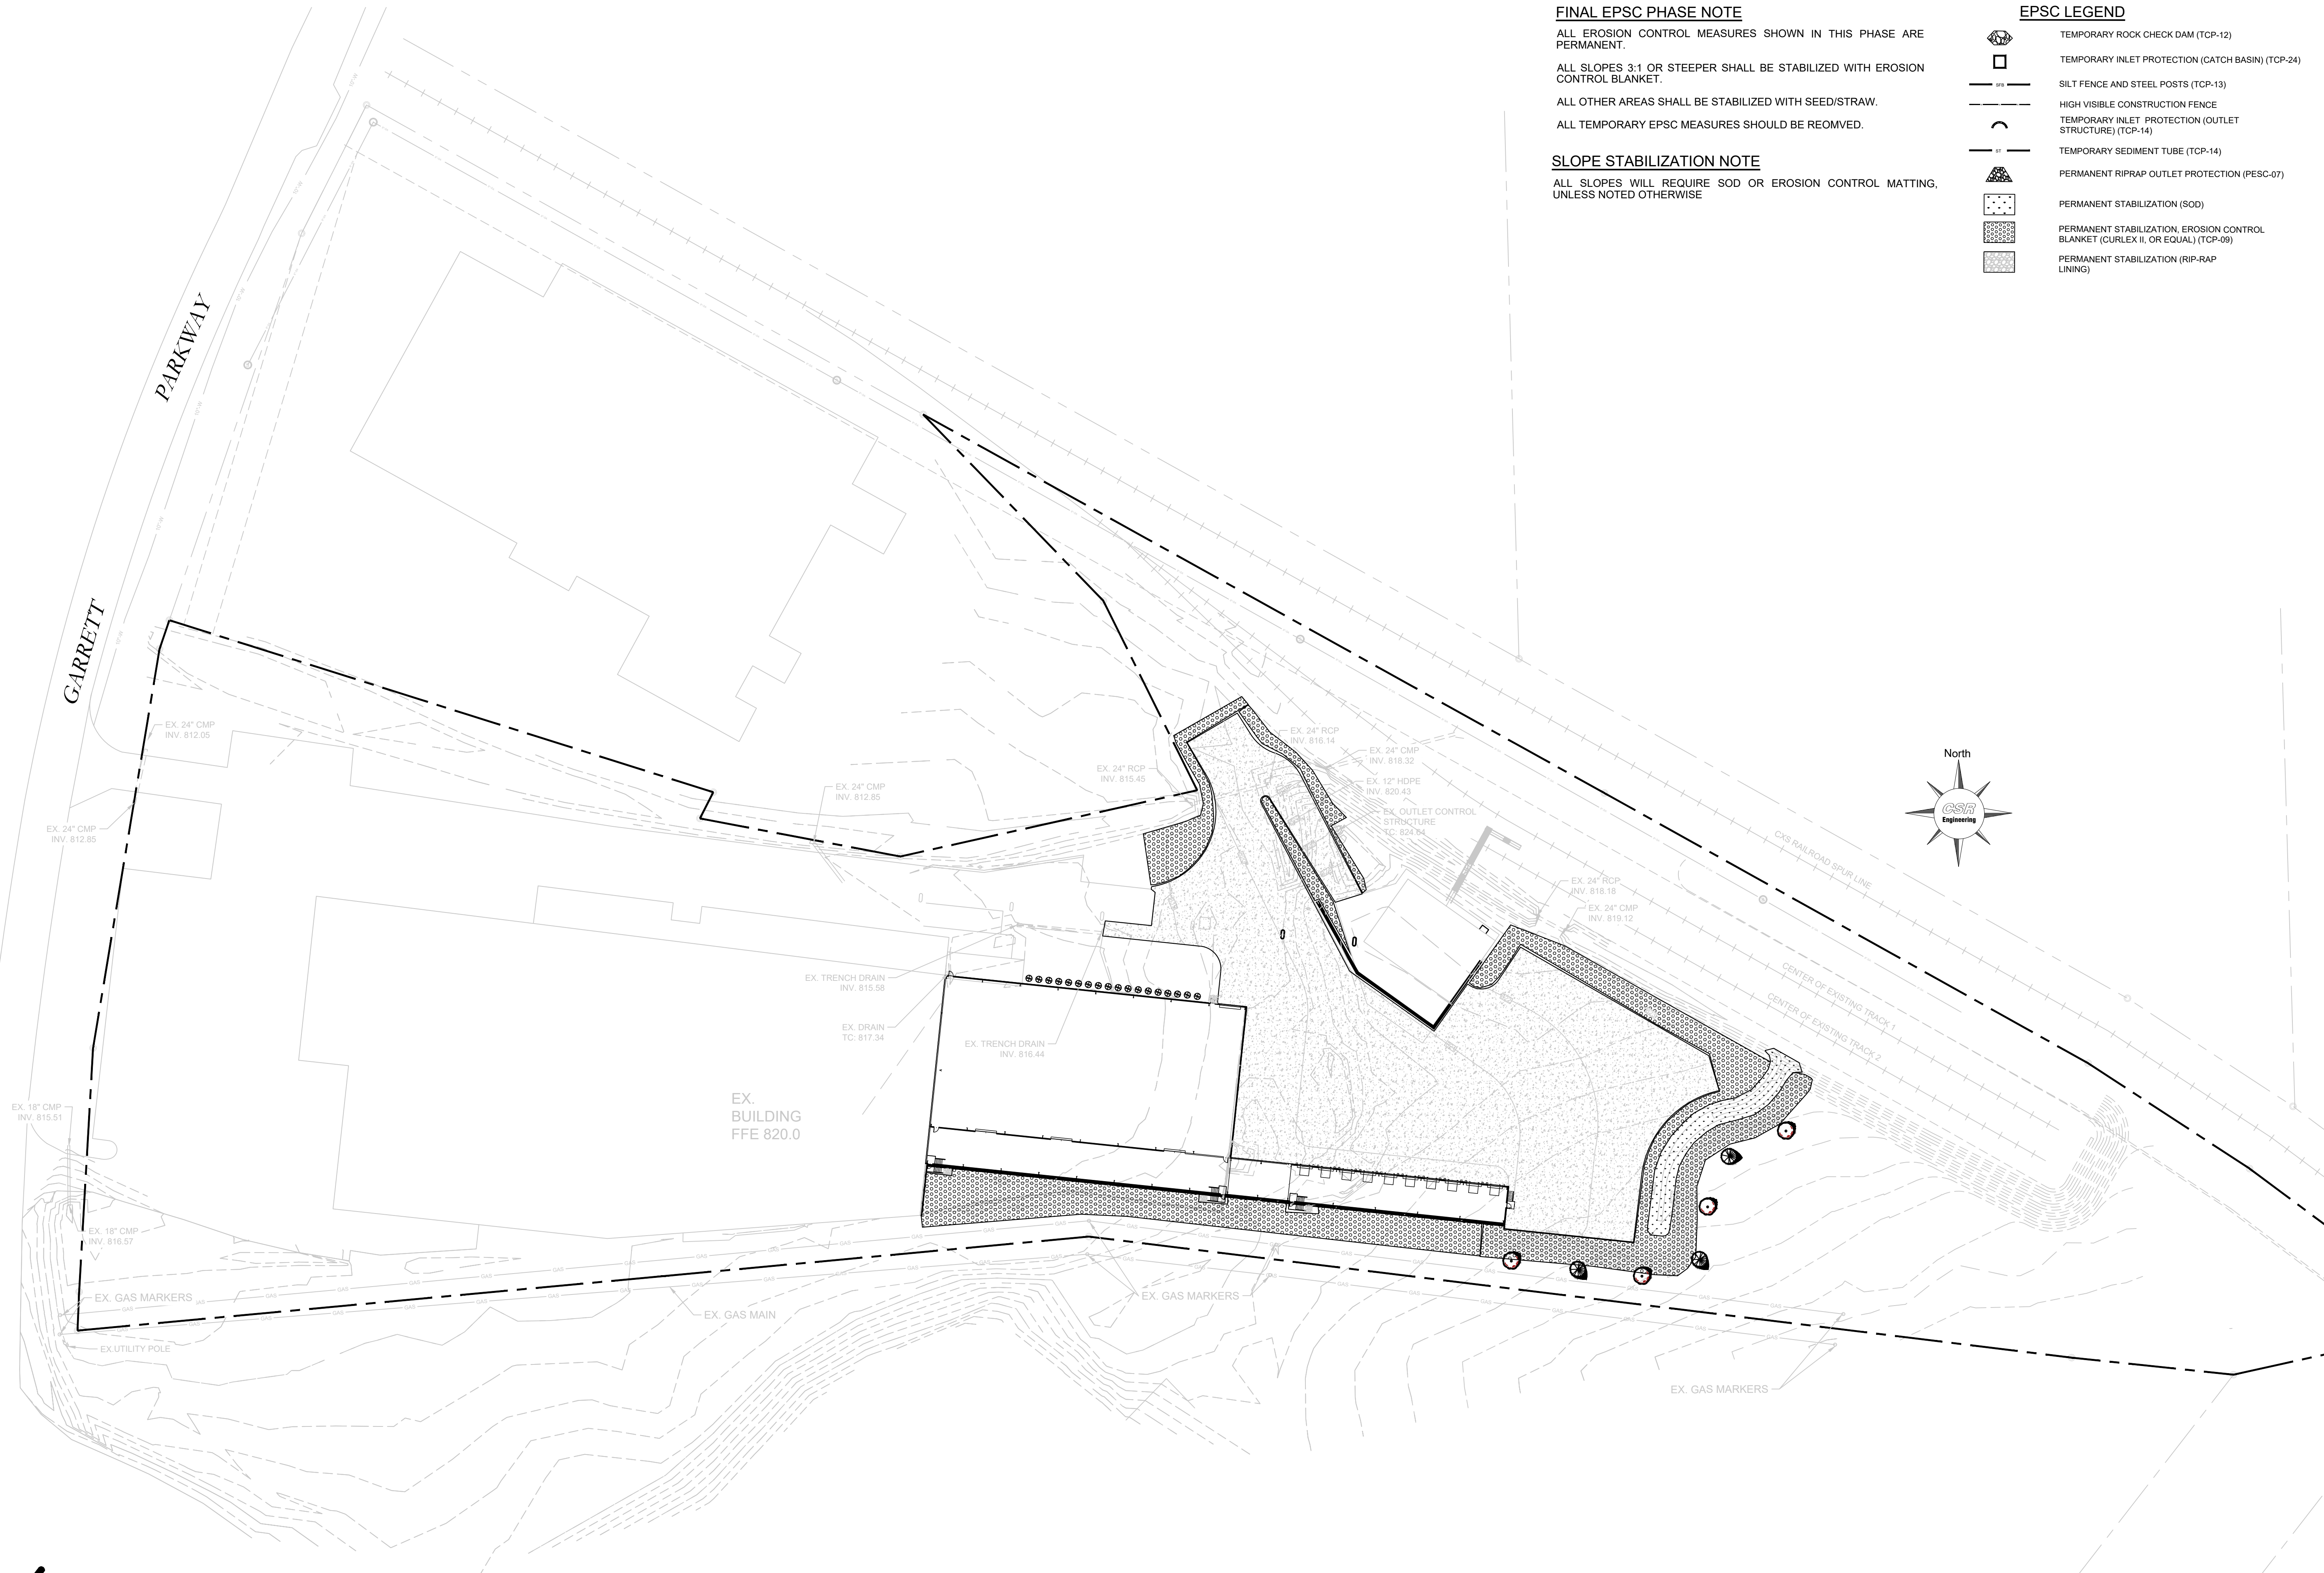 FINAL EPSC PHASE NOTE
ALL EROSION CONTROL MEASURES SHOWN IN THIS PHASE ARE
PERMANENT.
ALL SLOPES 3:1 OR STEEPER SHALL BE STABILIZED WITH EROSION
CONTROL BLANKET.
ALL OTHER AREAS SHALL BE STABILIZED WITH SEED/STRAW.
ALL TEMPORARY EPSC MEASURES SHOULD BE REOMVED.
SLOPE STABILIZATION NOTE
ALL SLOPES WILL REQUIRE SOD OR EROSION CONTROL MATTING,
UNLESS NOTED OTHERWISE
EPSC LEGEND
TEMPORARY ROCK CHECK DAM (TCP-12)
TEMPORARY INLET PROTECTION (CATCH BASIN) (TCP-24)
SFB
SILT FENCE AND STEEL POSTS (TCP-13)
HIGH VISIBLE CONSTRUCTION FENCE
TEMPORARY INLET PROTECTION (OUTLET
STRUCTURE) (TCP-14)
ST
TEMPORARY SEDIMENT TUBE (TCP-14)
PERMANENT RIPRAP OUTLET PROTECTION (PESC-07)
PERMANENT STABILIZATION (SOD)
PERMANENT STABILIZATION, EROSION CONTROL
BLANKET (CURLEX II, OR EQUAL) (TCP-09)
PERMANENT STABILIZATION (RIP-RAP
LINING)
GARRETT PARKWAY
EX. 24" CMP
INV. 812.05
EX. 24" CMP
INV. 812.85
EX. 24" CMP
INV. 812.85
EX. 24" RCP
INV. 815.45
EX. 24" RCP
INV. 816.14
EX. 24" CMP
INV. 818.32
EX. 12" HDPE
INV. 820.43
EX. OUTLET CONTROL
STRUCTURE
TC: 824.64
EX. 24" RCP
INV. 818.18
EX. 24" CMP
INV. 819.12
North
CSR
Engineering
CXS RAILROAD SPUR LINE
CENTER OF EXISTING TRACK 1
CENTER OF EXISTING TRACK 2
EX. TRENCH DRAIN
INV. 815.58
EX. DRAIN
TC: 817.34
EX. TRENCH DRAIN
INV. 816.44
EX.
BUILDING
FFE 820.0
EX. 18" CMP
INV. 815.51
EX. 18" CMP
INV. 816.57
EX. GAS MARKERS
EX.UTILITY POLE
EX. GAS MAIN
EX. GAS MARKERS
EX. GAS MARKERS